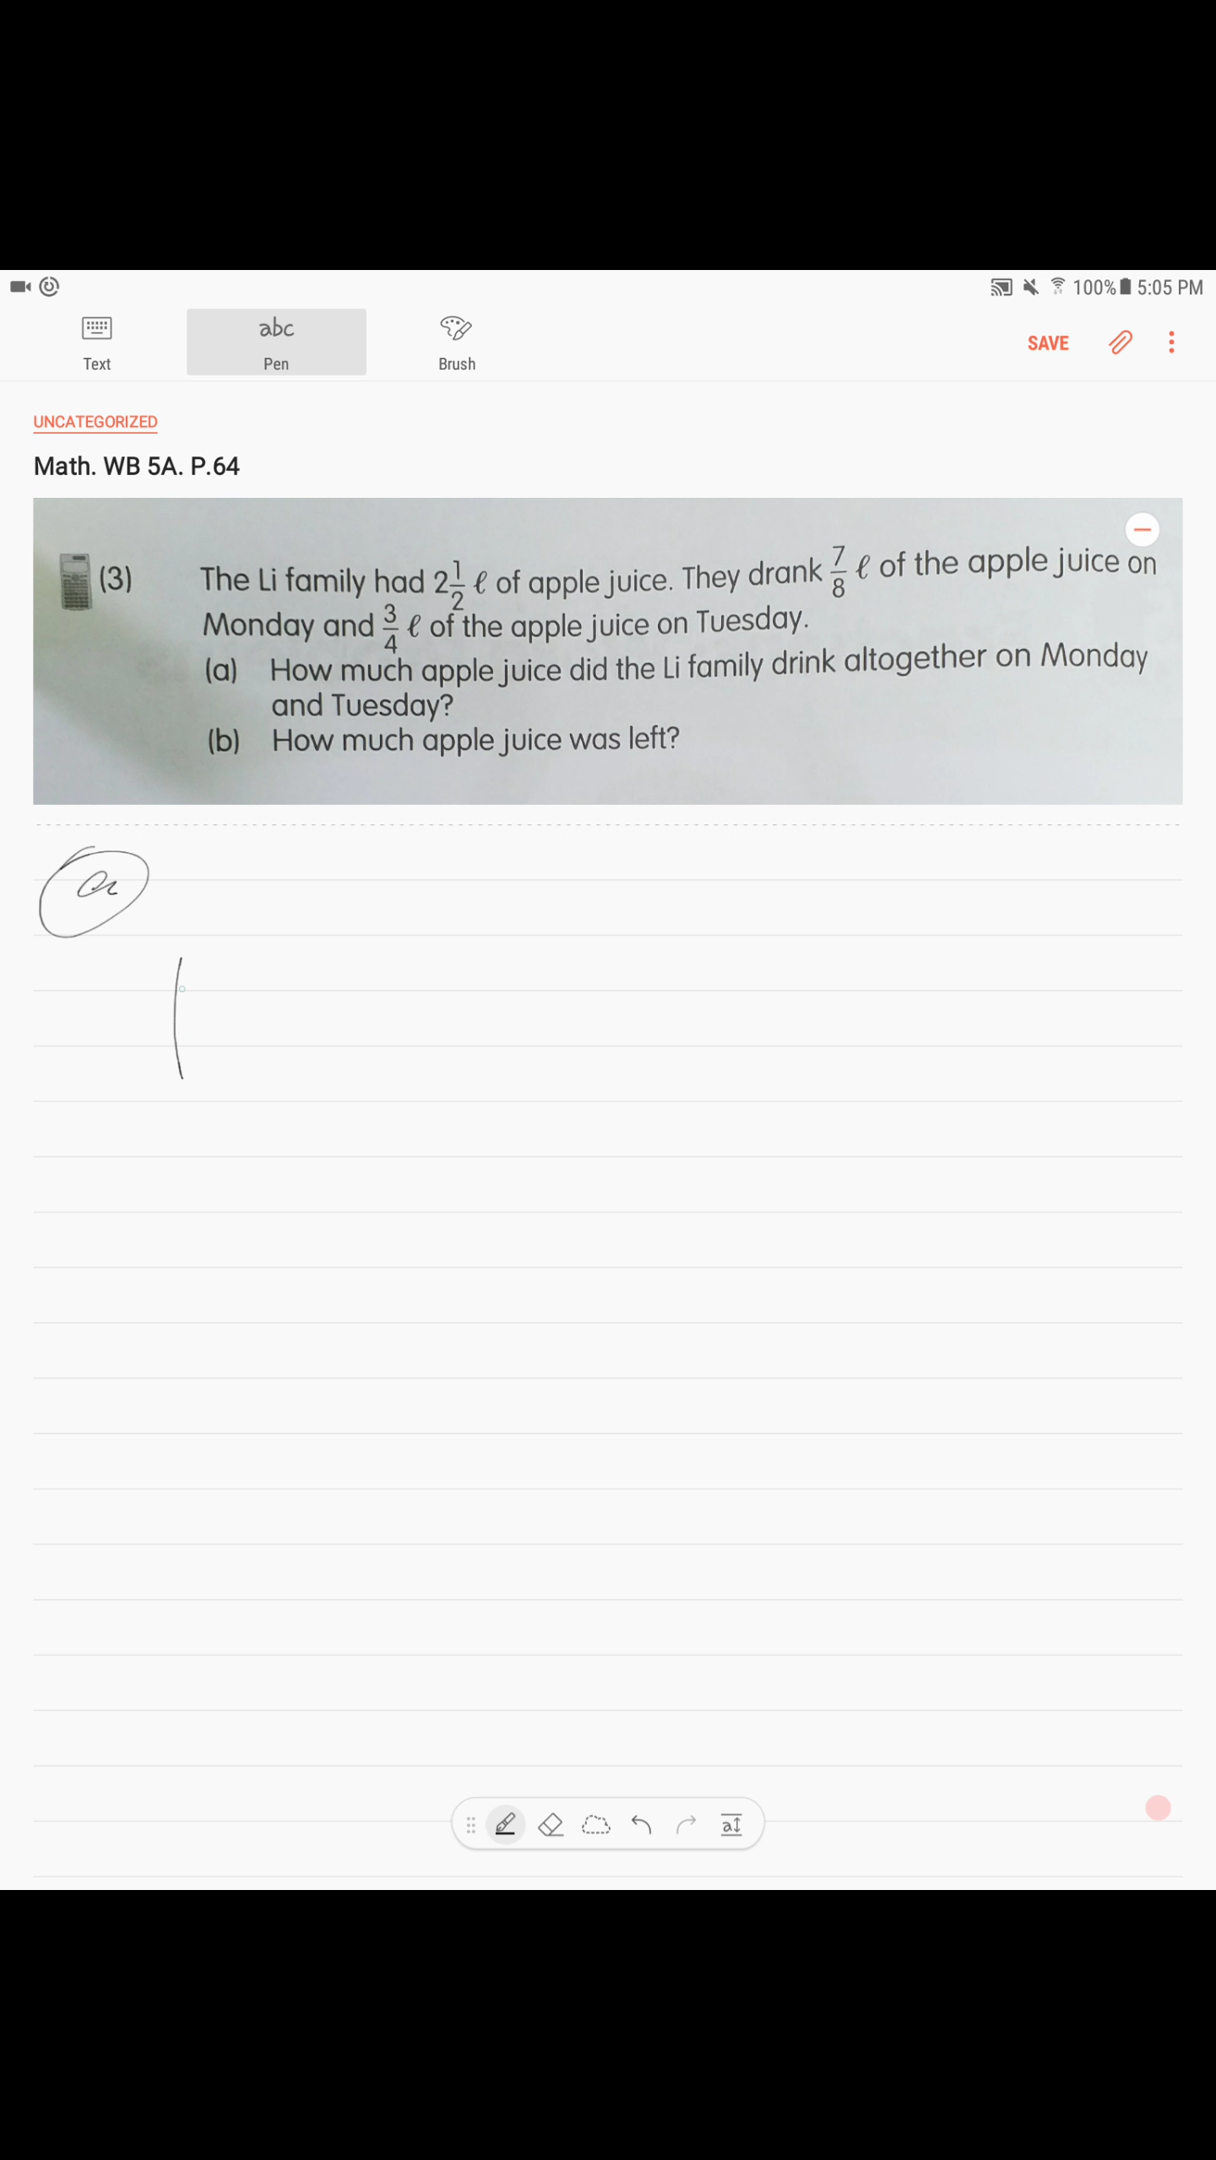 100% 5:05 PM
Text
abc
Pen
Brush
SAVE
UNCATEGORIZED
Math. WB 5A. P.64
(3) The Li family had 2 1/2 ℓ of apple juice. They drank 7/8 ℓ of the apple juice on
Monday and 3/4 ℓ of the apple juice on Tuesday.
(a) How much apple juice did the Li family drink altogether on Monday
and Tuesday?
(b) How much apple juice was left?
a
a